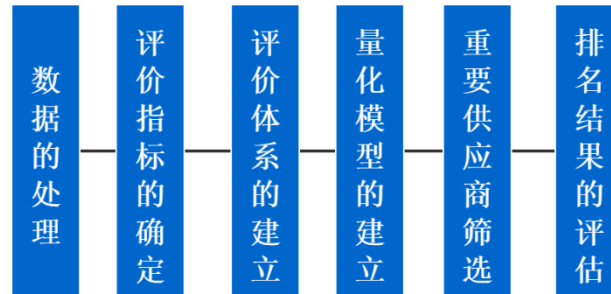 数据的处理
评价指标的确定
评价体系的建立
量化模型的建立
重要供应商筛选
排名结果的评估